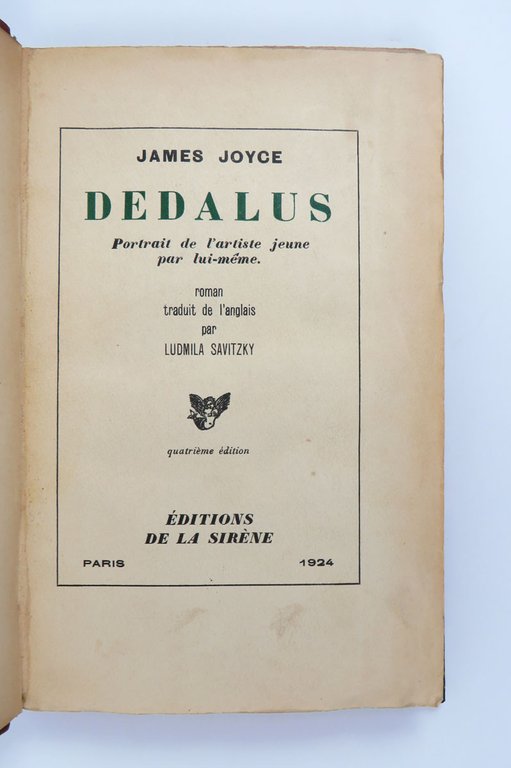 JAMES JOYCE
DEDALUS
Portrait de l'artiste jeune
par lui-même.
roman
traduit de l'anglais
par
LUDMILA SAVITZKY
quatrième édition
ÉDITIONS
DE LA SIRÈNE
PARIS 1924